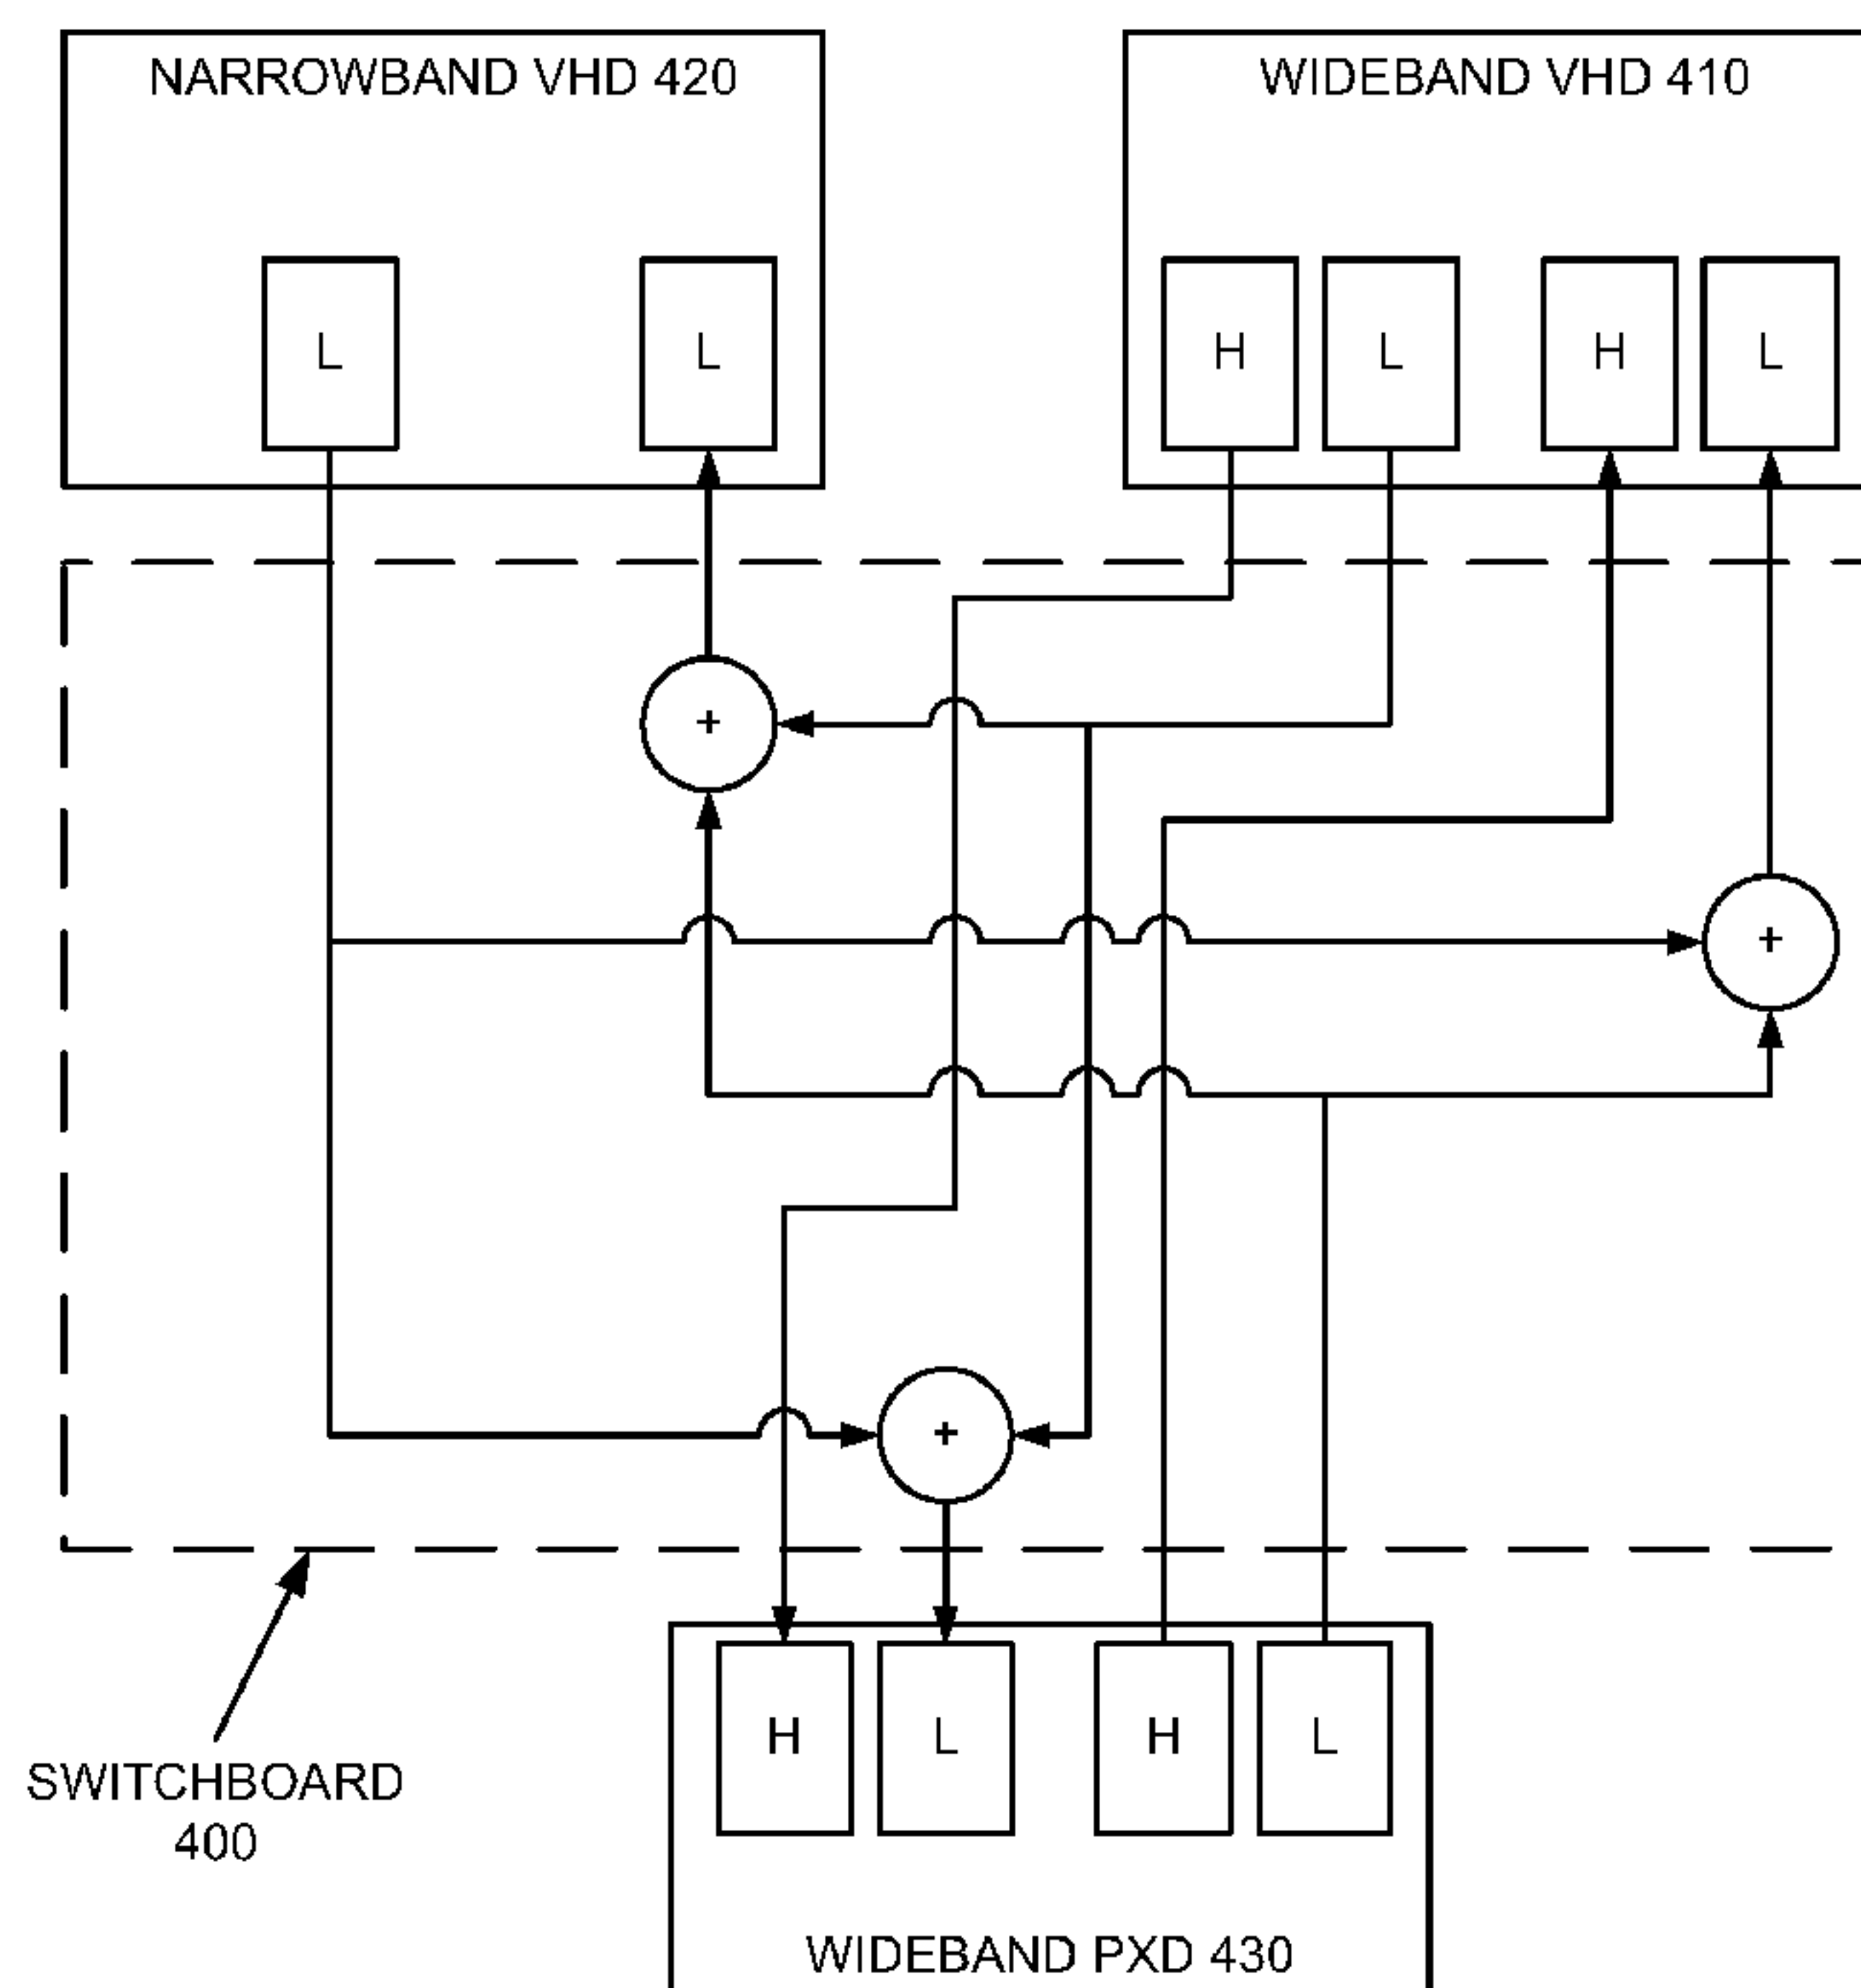 NARROWBAND VHD 420
WIDEBAND VHD 410
L
L
H
L
H
L
+
+
+
H
L
H
L
SWITCHBOARD
400
WIDEBAND PXD 430